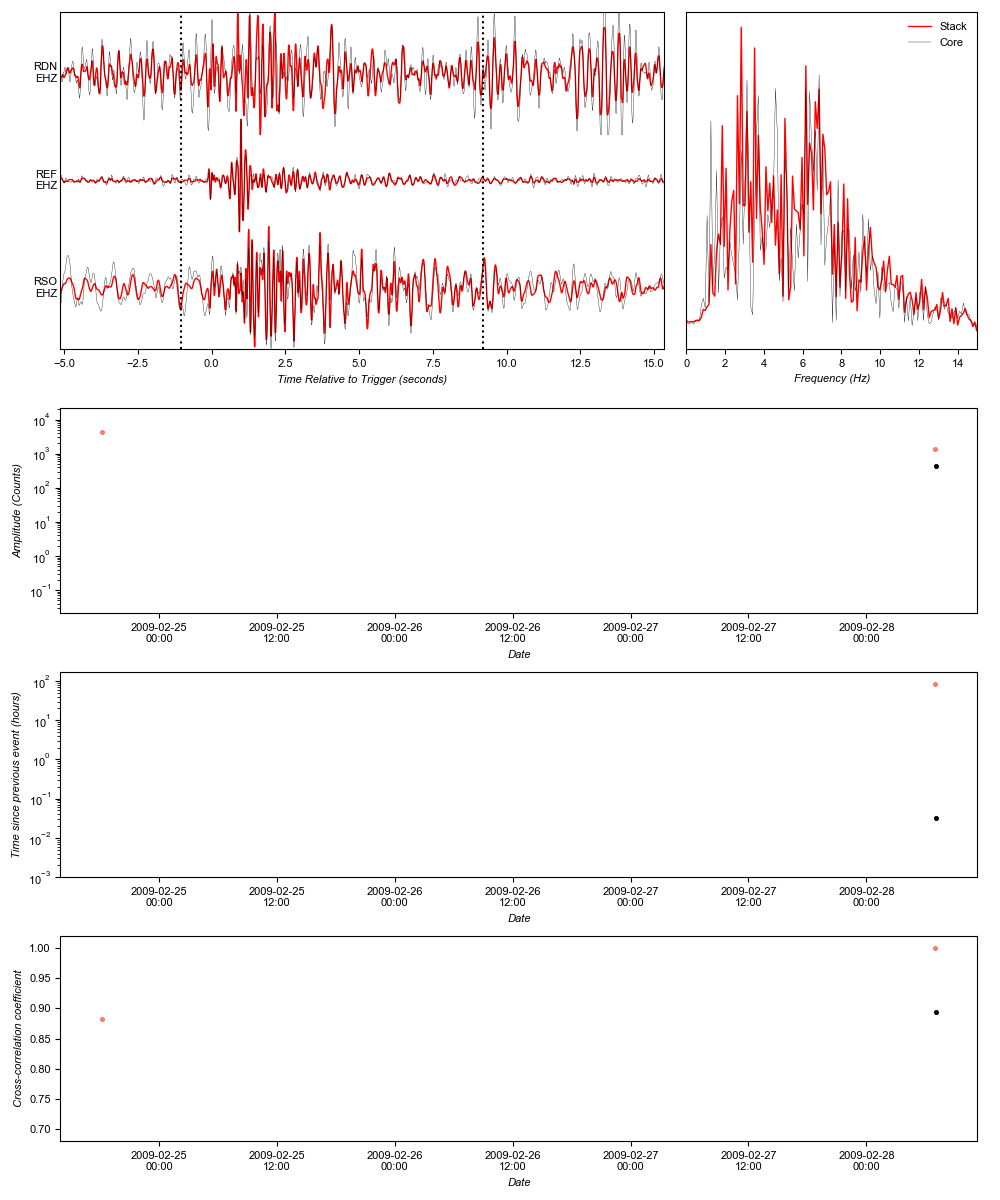 RDN
EHZ
REF
EHZ
RSO
EHZ
−5.0 −2.5 0.0 2.5 5.0 7.5 10.0 12.5 15.0
Time Relative to Trigger (seconds)
Stack
Core
0 2 4 6 8 10 12 14
Frequency (Hz)
Amplitude (Counts)
10^4
10^3
10^2
10^1
10^0
10^−1
2009-02-25 2009-02-25 2009-02-26 2009-02-26 2009-02-27 2009-02-27 2009-02-28
00:00 12:00 00:00 12:00 00:00 12:00 00:00
Date
Time since previous event (hours)
10^2
10^1
10^0
10^−1
10^−2
10^−3
2009-02-25 2009-02-25 2009-02-26 2009-02-26 2009-02-27 2009-02-27 2009-02-28
00:00 12:00 00:00 12:00 00:00 12:00 00:00
Date
Cross-correlation coefficient
1.00
0.95
0.90
0.85
0.80
0.75
0.70
2009-02-25 2009-02-25 2009-02-26 2009-02-26 2009-02-27 2009-02-27 2009-02-28
00:00 12:00 00:00 12:00 00:00 12:00 00:00
Date